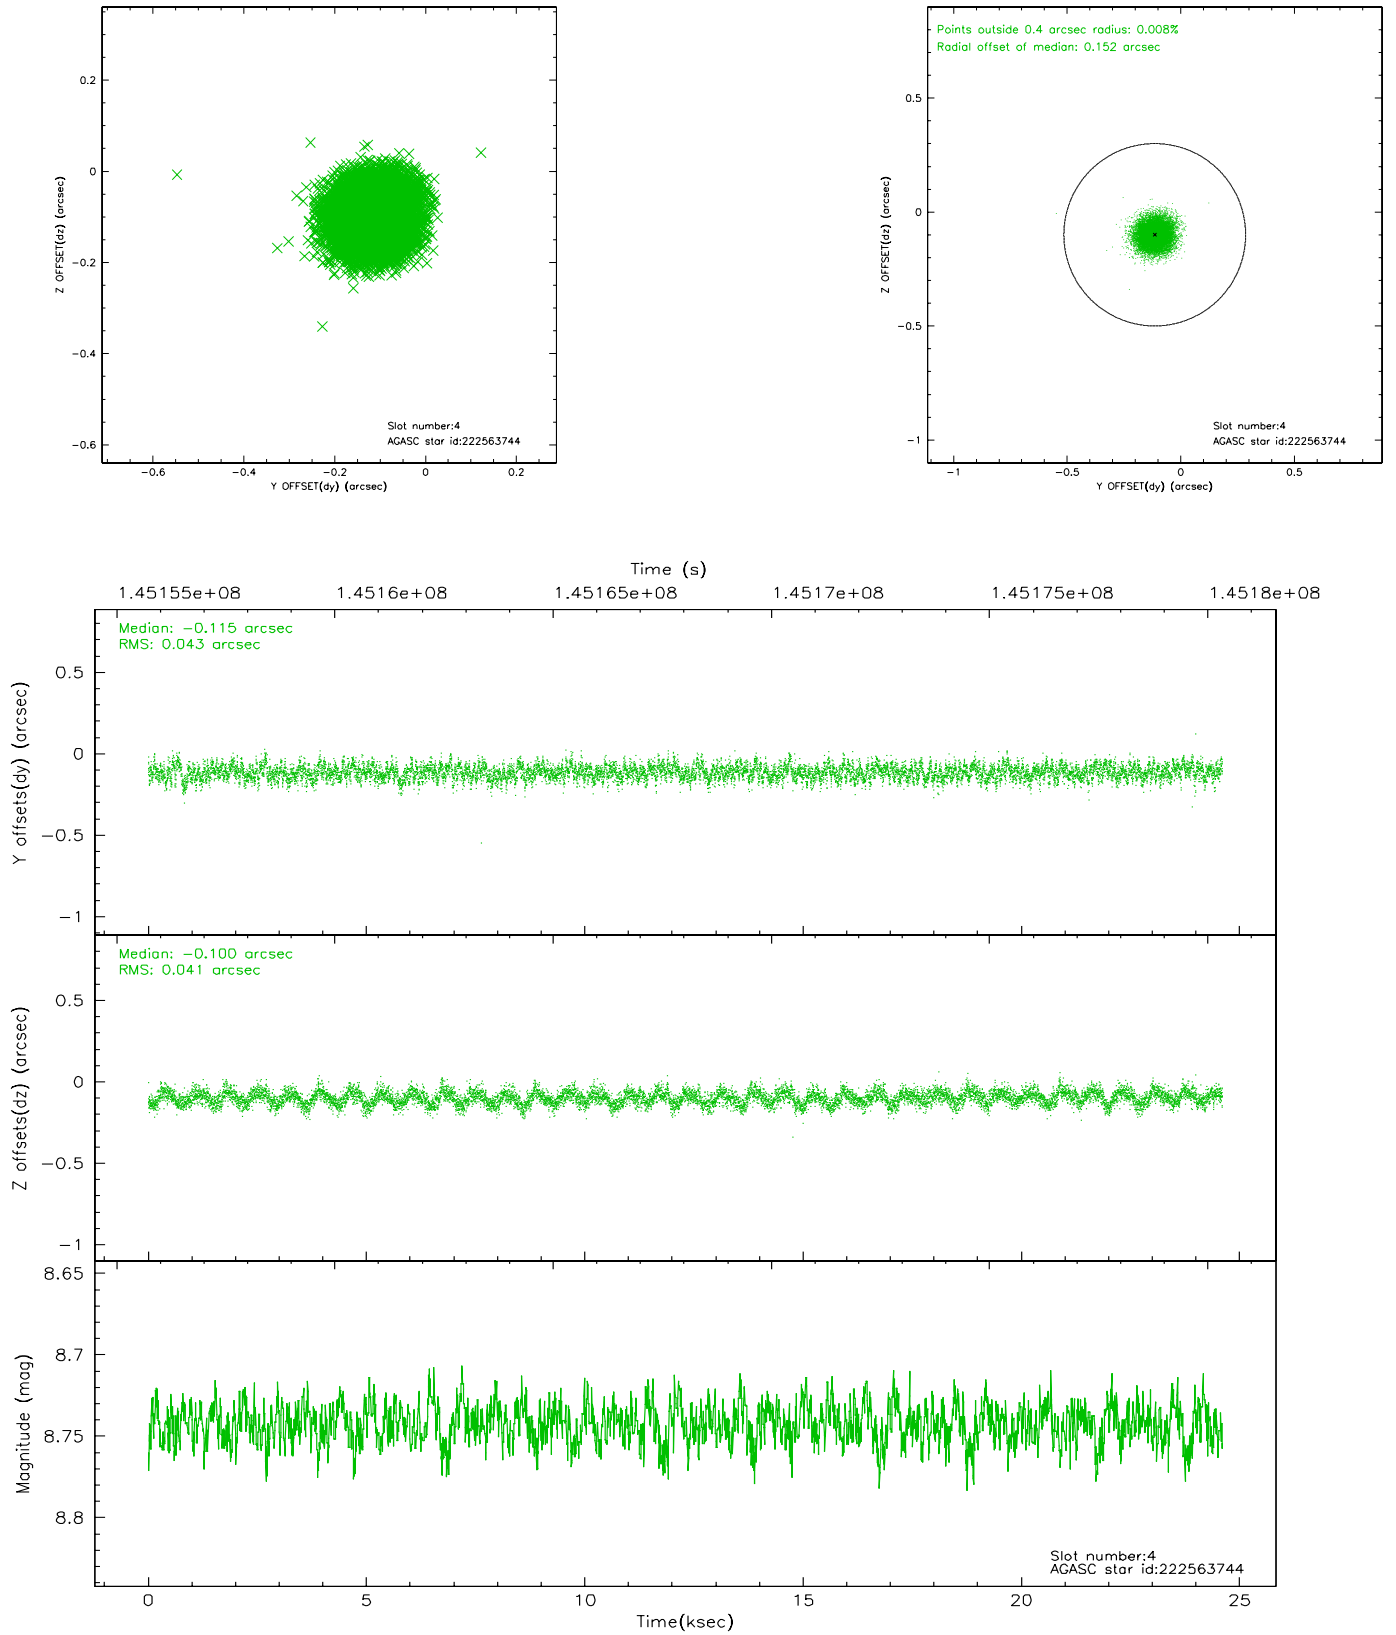 0.2
0
-0.2
-0.4
-0.6
Z OFFSET(dz) (arcsec)
Slot number:4
AGASC star id:222563744
-0.6 -0.4 -0.2 0 0.2
Y OFFSET(dy) (arcsec)
Points outside 0.4 arcsec radius: 0.008%
Radial offset of median: 0.152 arcsec
0.5
0
-0.5
-1
Z OFFSET(dz) (arcsec)
Slot number:4
AGASC star id:222563744
-1 -0.5 0 0.5
Y OFFSET(dy) (arcsec)
Time (s)
1.45155e+08 1.4516e+08 1.45165e+08 1.4517e+08 1.45175e+08 1.4518e+08
Median: -0.115 arcsec
RMS: 0.043 arcsec
0.5
0
-0.5
-1
Y offsets(dy) (arcsec)
Median: -0.100 arcsec
RMS: 0.041 arcsec
0.5
0
-0.5
-1
Z offsets(dz) (arcsec)
8.65
8.7
8.75
8.8
Magnitude (mag)
Slot number:4
AGASC star id:222563744
0 5 10 15 20 25
Time(ksec)